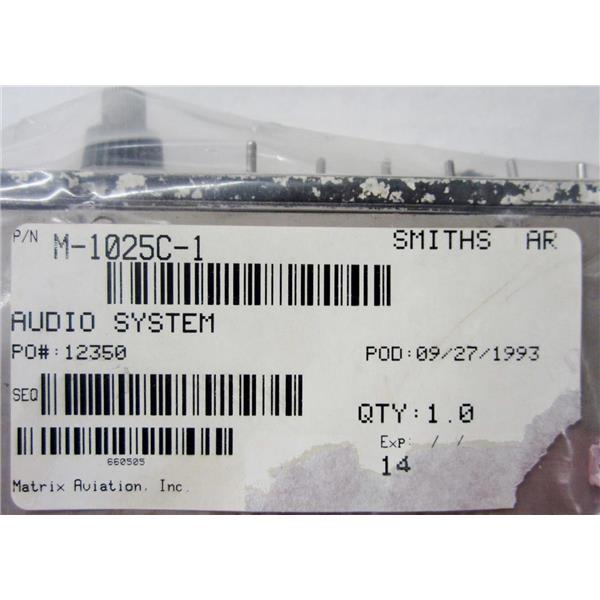 P/N M-1025C-1 SMITHS AR
AUDIO SYSTEM
PO#: 12350 POD: 09/27/1993
SEQ
QTY: 1.0
Exp: / /
660505
14
Matrix Aviation, Inc.